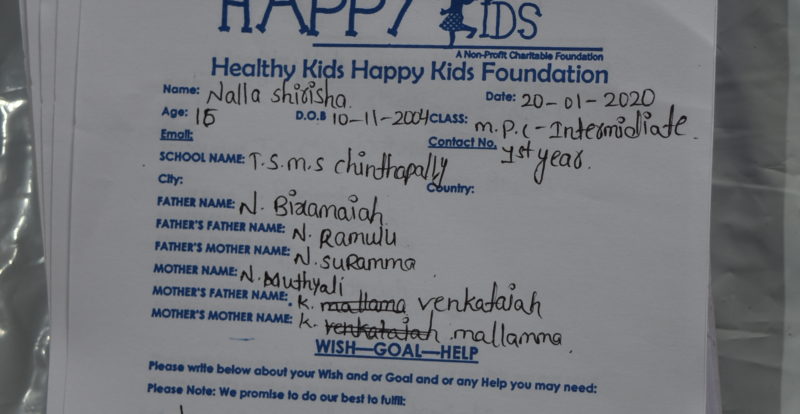 HAPPY KIDS
A Non-Profit Charitable Foundation
Healthy Kids Happy Kids Foundation
Name: Nalla shirisha. Date: 20-01-2020
Age: 15 D.O.B 10-11-2004 CLASS: m.p.c-Intermidiate.
Email: Contact No. 1st year.
SCHOOL NAME: T.S.m.s chinthapally
City: Country:
FATHER NAME: N. Bixamaiah
FATHER'S FATHER NAME: N. Ramulu
FATHER'S MOTHER NAME: N. suRamma
MOTHER NAME: N. Muthyali
MOTHER'S FATHER NAME: K. mallama venkataiah
MOTHER'S MOTHER NAME: K. venkataiah mallamma.
WISH—GOAL—HELP
Please write below about your Wish and or Goal and or any Help you may need:
Please Note: We promise to do our best to fulfil: